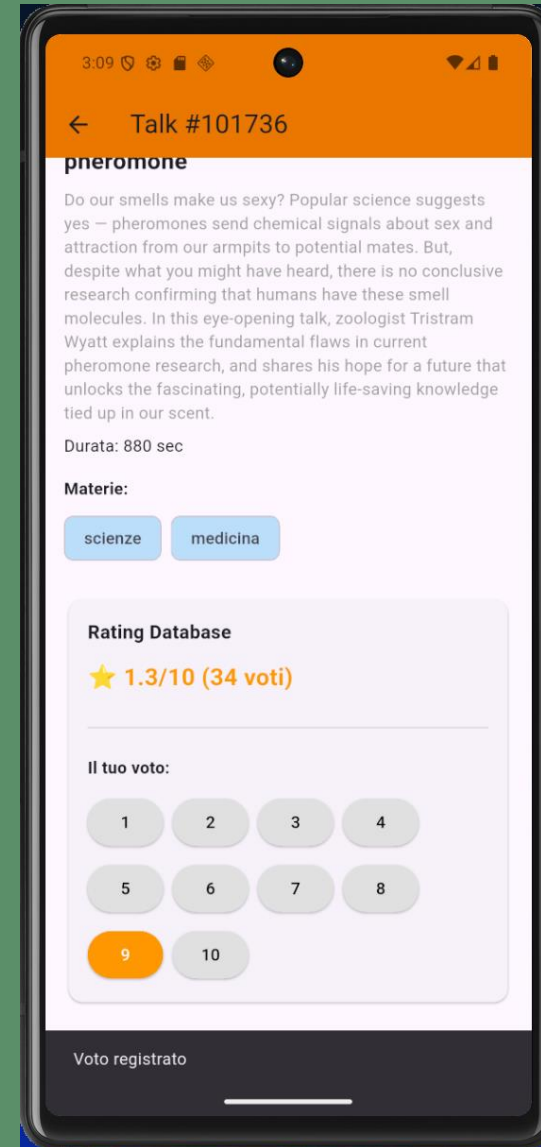 3:09
Talk #101736
pheromone
Do our smells make us sexy? Popular science suggests
yes — pheromones send chemical signals about sex and
attraction from our armpits to potential mates. But,
despite what you might have heard, there is no conclusive
research confirming that humans have these smell
molecules. In this eye-opening talk, zoologist Tristram
Wyatt explains the fundamental flaws in current
pheromone research, and shares his hope for a future that
unlocks the fascinating, potentially life-saving knowledge
tied up in our scent.
Durata: 880 sec
Materie:
scienze medicina
Rating Database
⭐ 1.3/10 (34 voti)
Il tuo voto:
1 2 3 4
5 6 7 8
9 10
Voto registrato